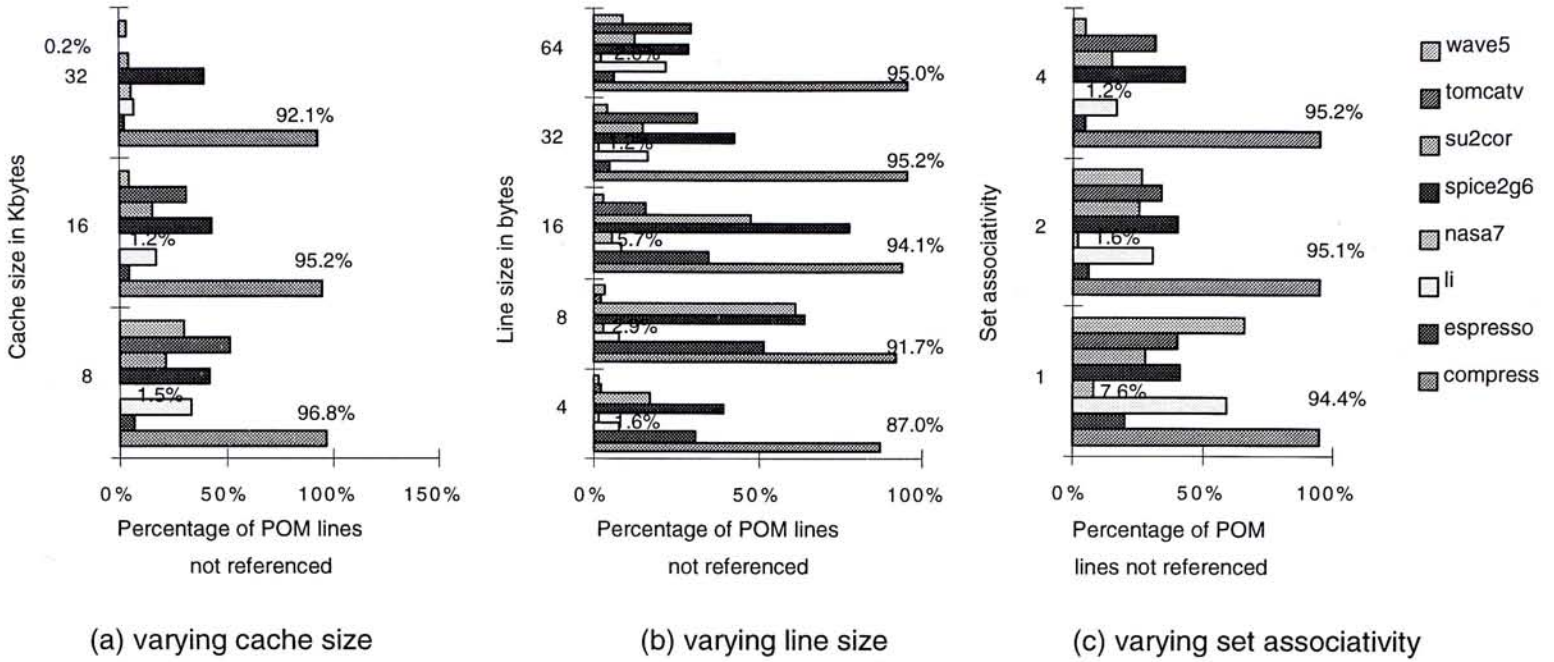 Cache size in Kbytes
0.2%
32
92.1%
16
1.2%
95.2%
8
1.5%
96.8%
0%
50%
100%
150%
Percentage of POM lines
not referenced
(a) varying cache size
Line size in bytes
64
95.0%
32
1.2%
95.2%
16
5.7%
94.1%
8
2.9%
91.7%
4
1.6%
87.0%
0%
50%
100%
Percentage of POM lines
not referenced
(b) varying line size
Set associativity
4
1.2%
95.2%
2
1.6%
95.1%
1
7.6%
94.4%
0%
50%
100%
Percentage of POM
lines not referenced
(c) varying set associativity
wave5
tomcatv
su2cor
spice2g6
nasa7
li
espresso
compress